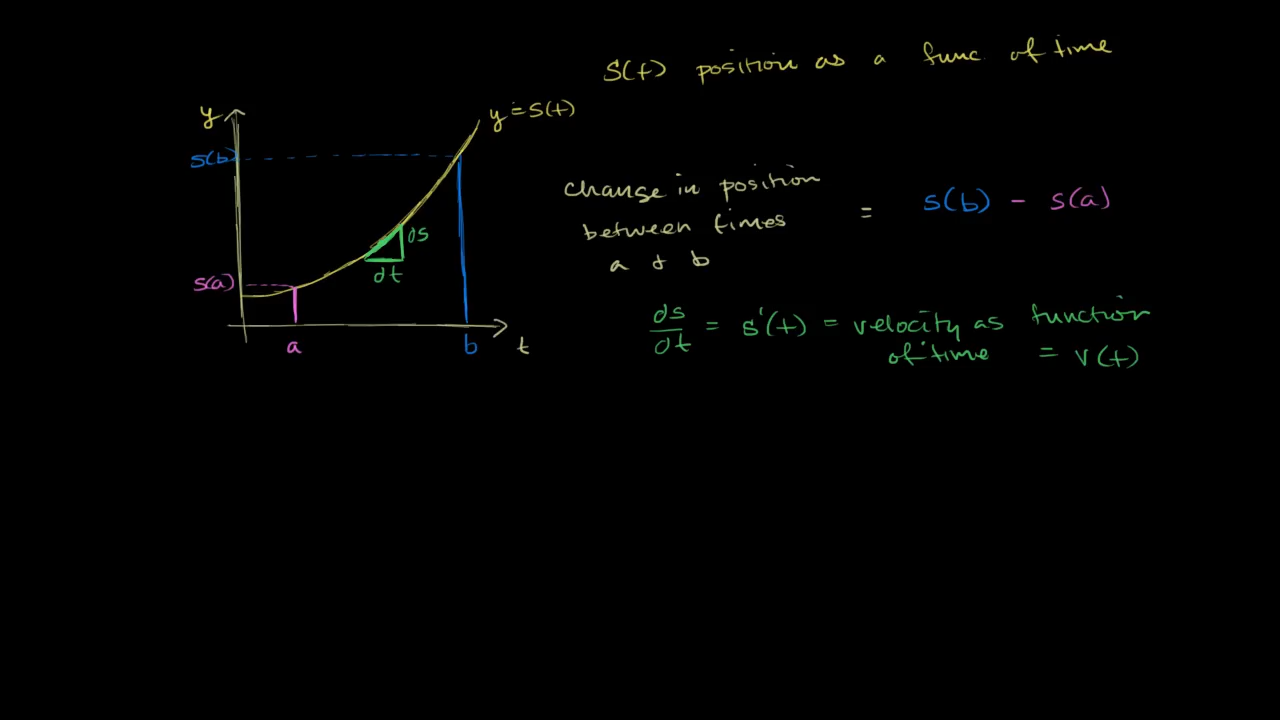 S(t) position as a func. of time
y
y = S(t)
S(b)
change in position
between times
a & b
= s(b) - s(a)
ds
dt
S(a)
a
b
t
ds/dt = s'(t) = velocity as function
of time = v(t)